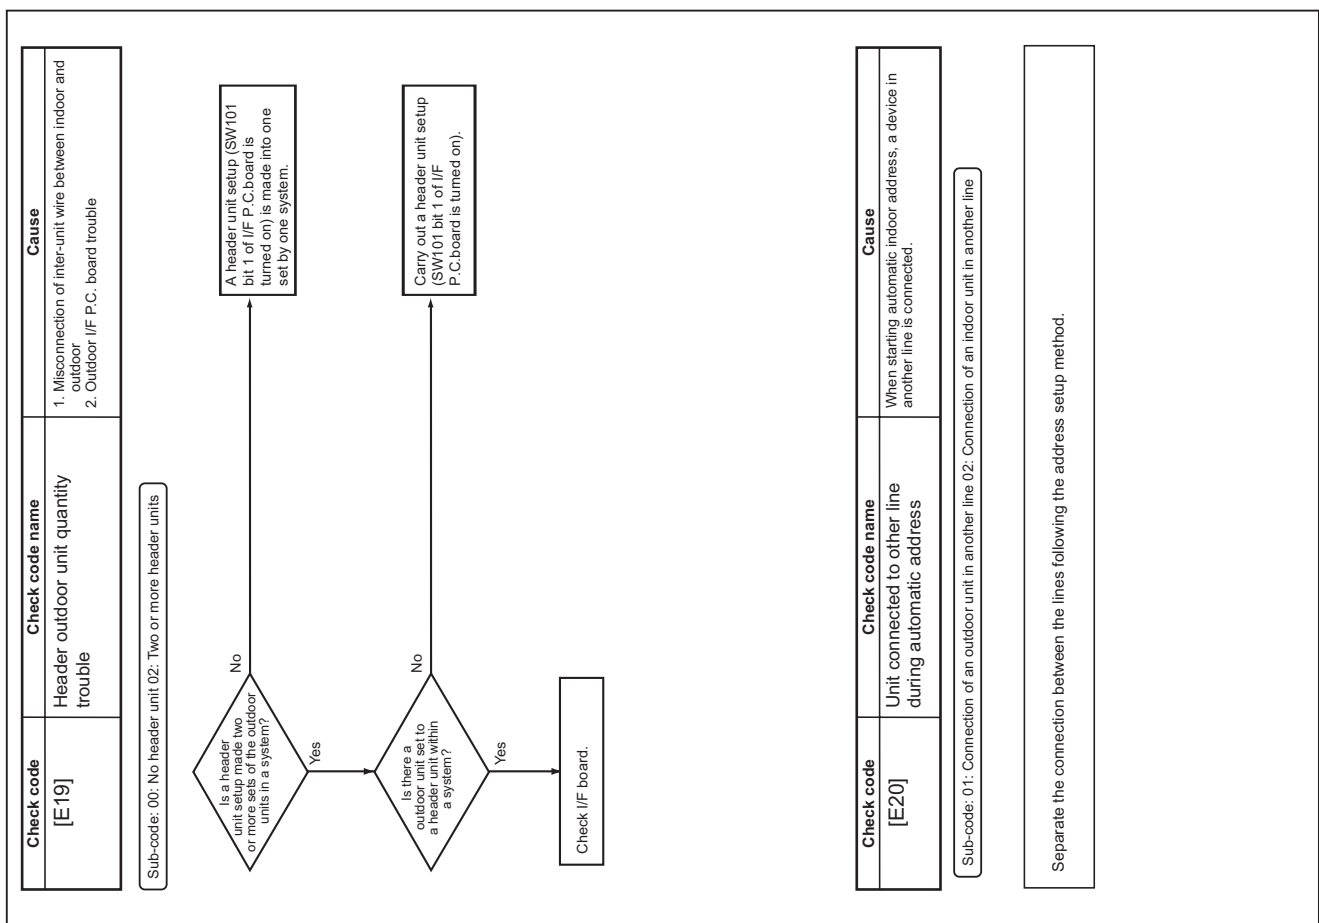 Check code
Check code name
Cause
[E19]
Header outdoor unit quantity
trouble
1. Misconnection of inter-unit wire between indoor and
outdoor
2. Outdoor I/F P.C. board trouble
Sub-code: 00: No header unit 02: Two or more header units
Is a header
unit setup made two
or more sets of the outdoor
units in a system?
No
A header unit setup (SW101
bit 1 of I/F P.C.board is
turned on) is made into one
set by one system.
Yes
Is there a
outdoor unit set to
a header unit within
a system?
No
Carry out a header unit setup
(SW101 bit 1 of I/F
P.C.board is turned on).
Yes
Check I/F board.
Check code
Check code name
Cause
[E20]
Unit connected to other line
during automatic address
When starting automatic indoor address, a device in
another line is connected.
Sub-code: 01: Connection of an outdoor unit in another line 02: Connection of an indoor unit in another line
Separate the connection between the lines following the address setup method.